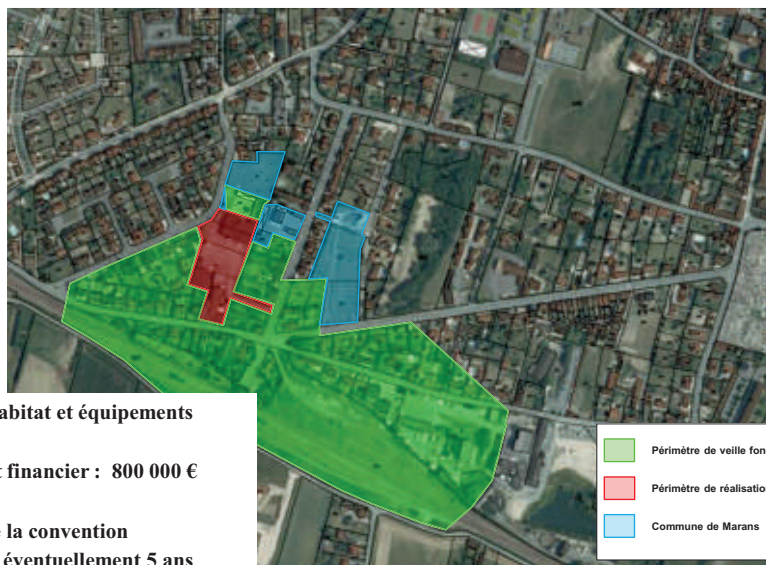 abitat et équipements
t financier : 800 000 €
la convention
éventuellement 5 ans
Périmètre de veille fon
Périmètre de réalisation
Commune de Marans